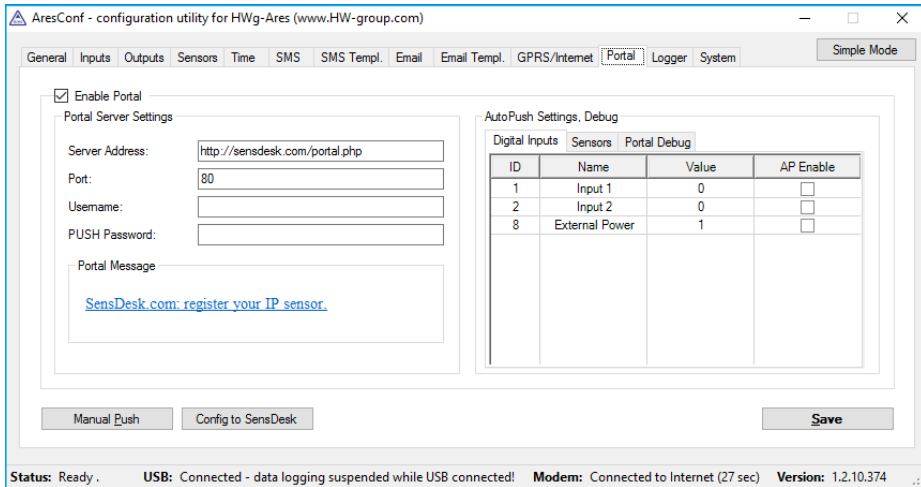 AresConf - configuration utility for HWg-Ares (www.HW-group.com)
General Inputs Outputs Sensors Time SMS SMS Templ. Email Email Templ. GPRS/Internet Portal Logger System Simple Mode
Enable Portal
Portal Server Settings
Server Address: http://sensdesk.com/portal.php
Port: 80
Username:
PUSH Password:
Portal Message
SensDesk.com: register your IP sensor.
AutoPush Settings, Debug
Digital Inputs Sensors Portal Debug
ID Name Value AP Enable
1 Input 1 0
2 Input 2 0
8 External Power 1
Manual Push Config to SensDesk Save
Status: Ready . USB: Connected - data logging suspended while USB connected! Modem: Connected to Internet (27 sec) Version: 1.2.10.374